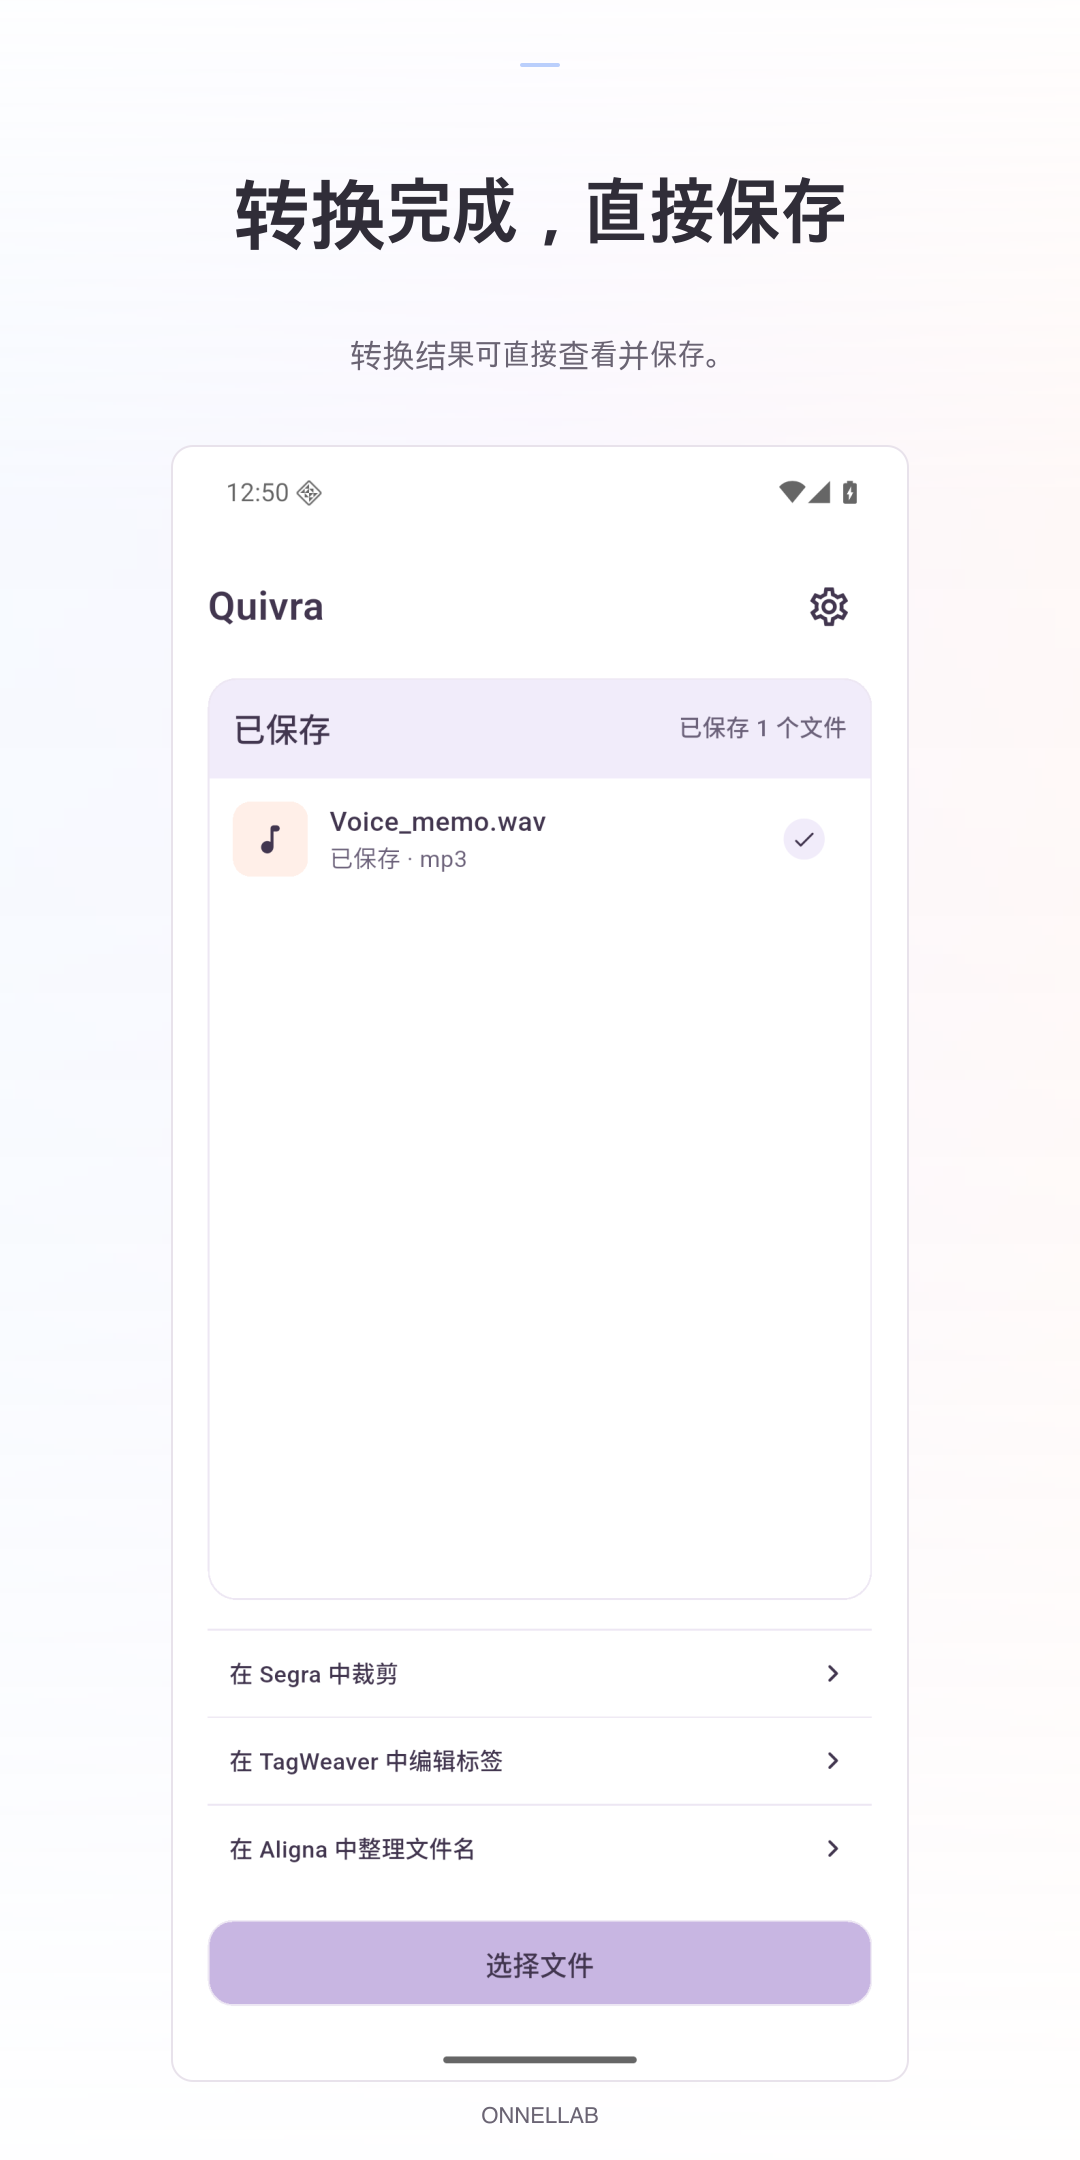 转换完成，直接保存
转换结果可直接查看并保存。
12:50
Quivra
已保存
已保存 1 个文件
Voice_memo.wav
已保存 · mp3
在 Segra 中裁剪
在 TagWeaver 中编辑标签
在 Aligna 中整理文件名
选择文件
ONNELLAB